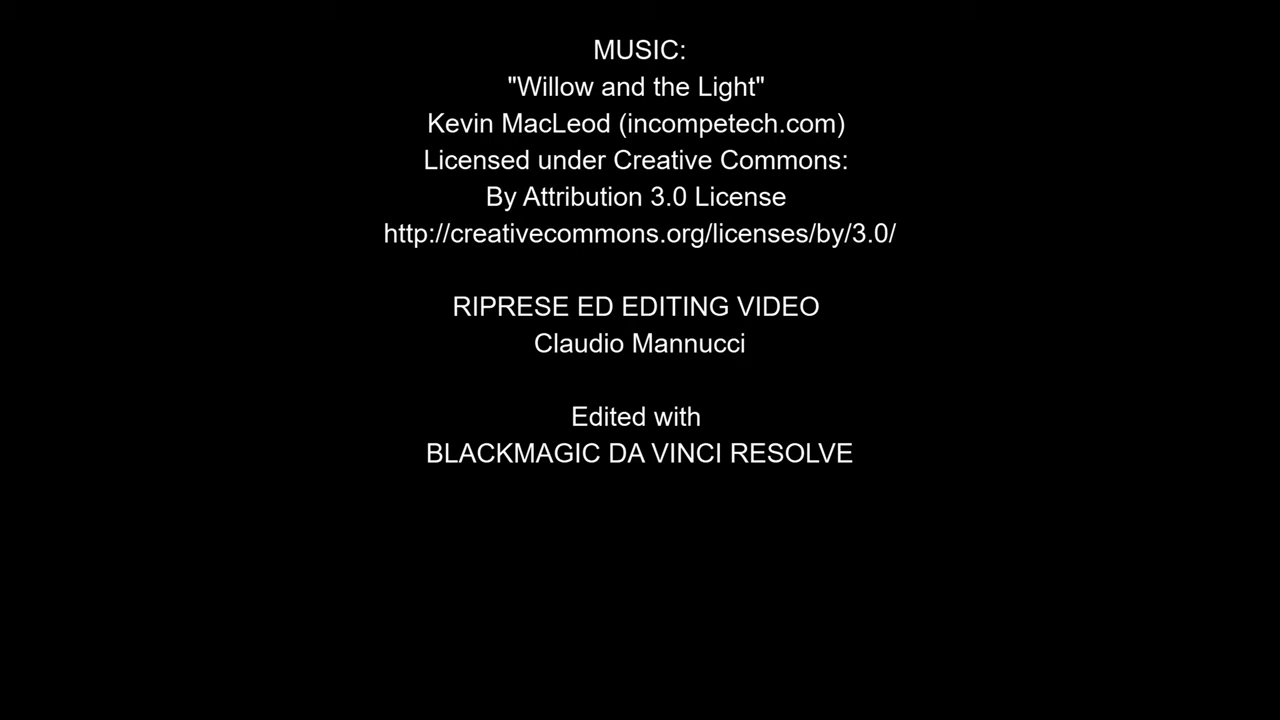 MUSIC:
"Willow and the Light"
Kevin MacLeod (incompetech.com)
Licensed under Creative Commons:
By Attribution 3.0 License
http://creativecommons.org/licenses/by/3.0/
RIPRESE ED EDITING VIDEO
Claudio Mannucci
Edited with
BLACKMAGIC DA VINCI RESOLVE